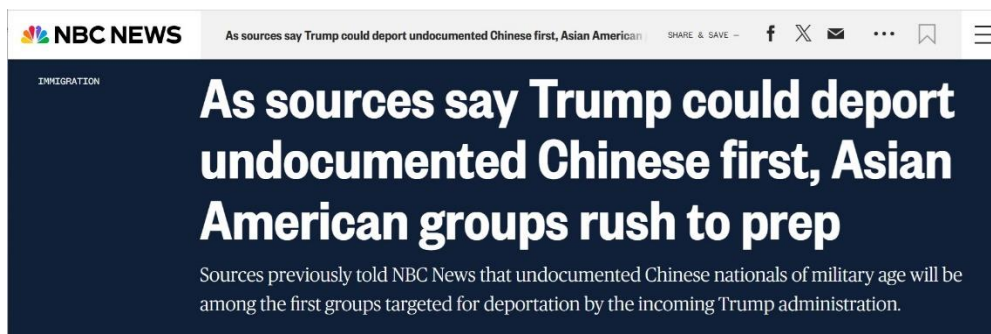 NBC NEWS
As sources say Trump could deport undocumented Chinese first, Asian American
SHARE & SAVE –
IMMIGRATION
As sources say Trump could deport
undocumented Chinese first, Asian
American groups rush to prep
Sources previously told NBC News that undocumented Chinese nationals of military age will be
among the first groups targeted for deportation by the incoming Trump administration.